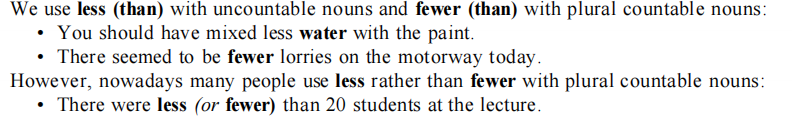 We use less (than) with uncountable nouns and fewer (than) with plural countable nouns:
• You should have mixed less water with the paint.
• There seemed to be fewer lorries on the motorway today.
However, nowadays many people use less rather than fewer with plural countable nouns:
• There were less (or fewer) than 20 students at the lecture.